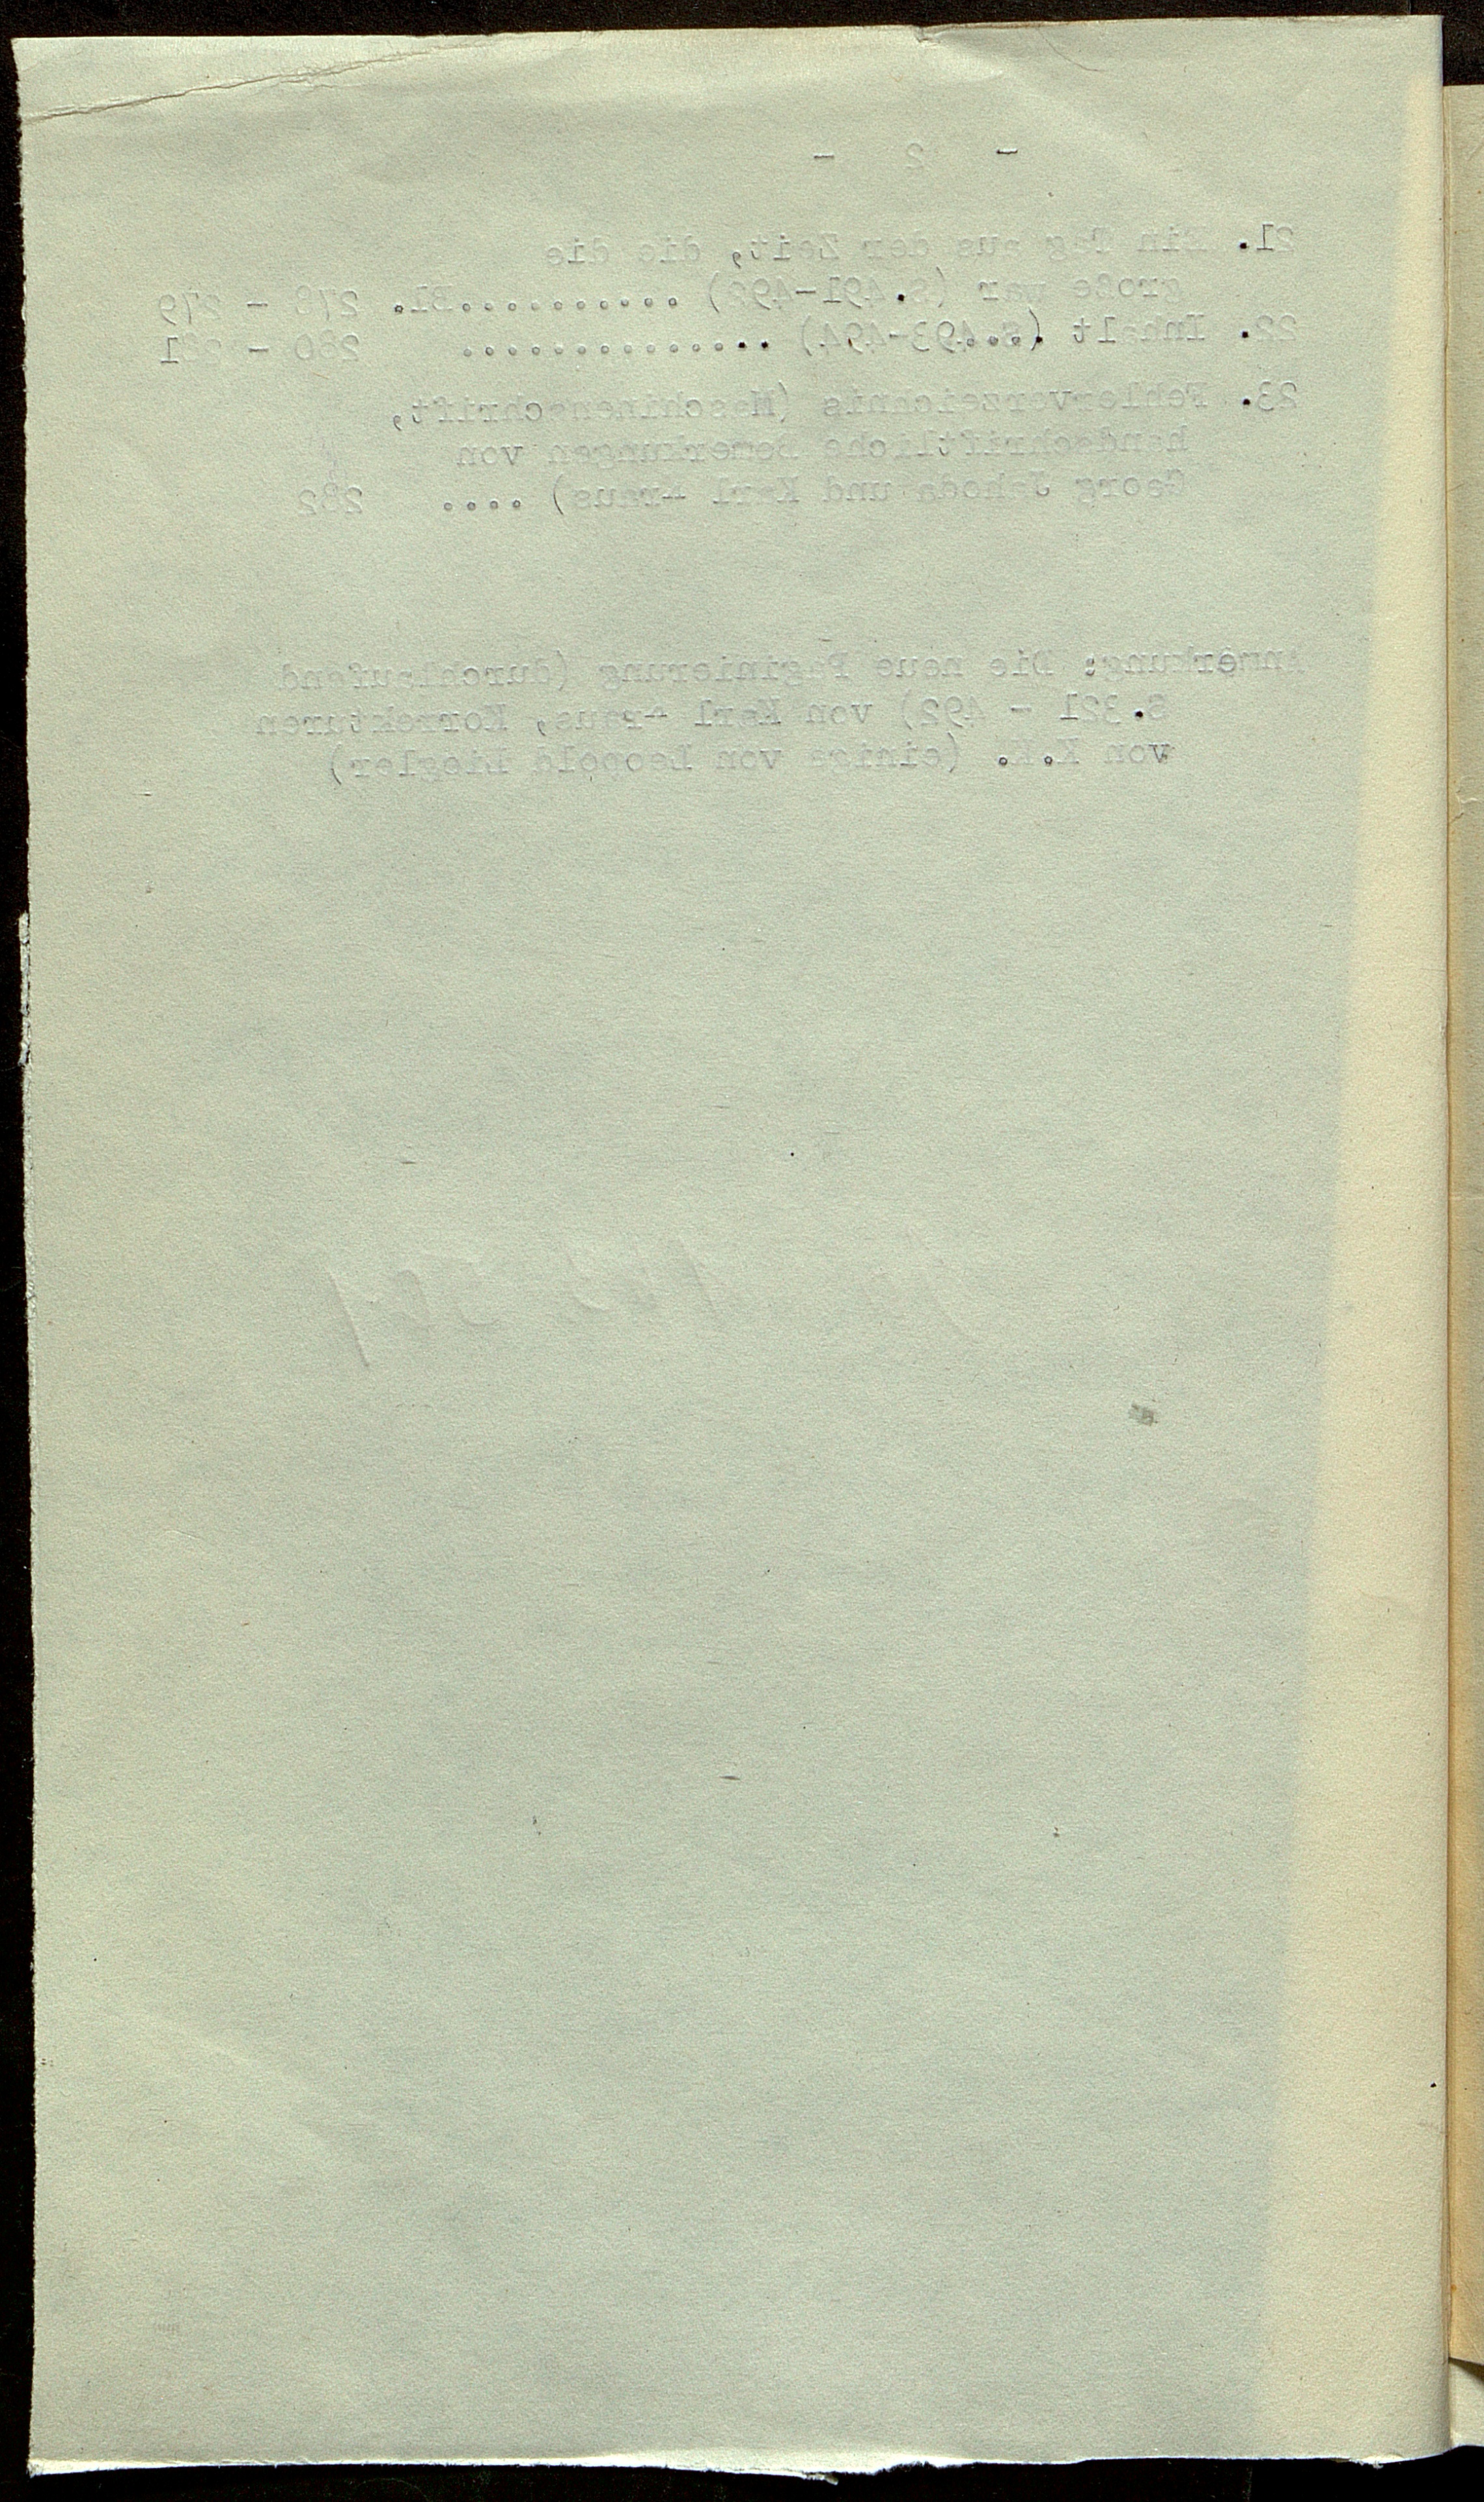 - 2 -
21. Ein Tag aus der Zeit, die die
große war (S.491-492) ...........Bl. 278 - 279
22. Inhalt (S.493-494) .............. 280 - 281
23. Fehlerverzeichnis (Maschinenschrift,
handschriftliche Bemerkungen von
Georg Jahoda und Karl Kraus) .... 282
Anmerkung: Die neue Paginierung (durchlaufend
S.321 - 492) von Karl Kraus, Korrekturen
von K.K. (einige von Leopold Liegler)